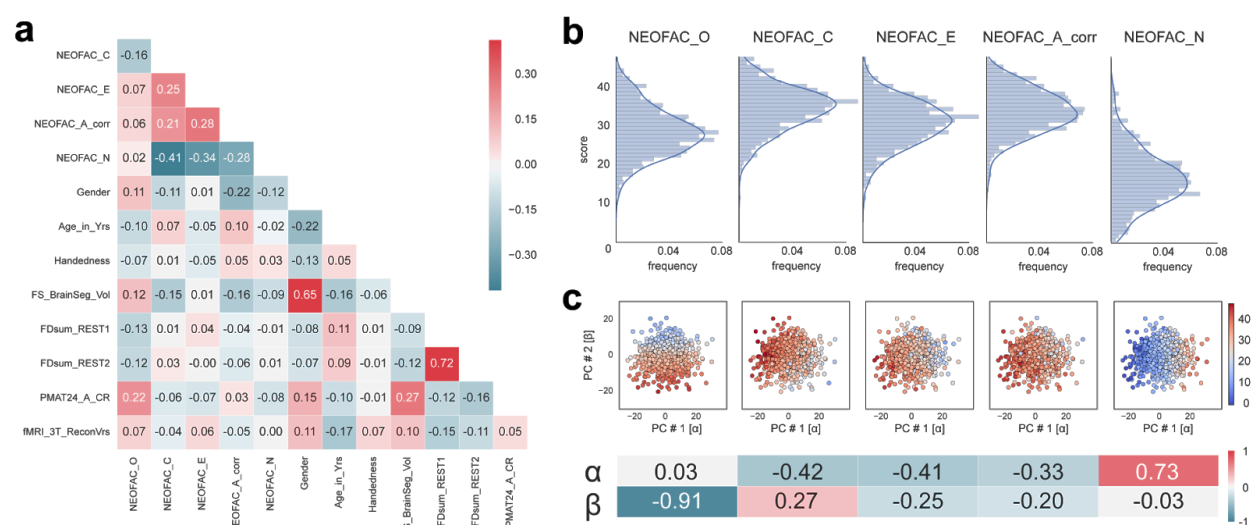 a
NEOFAC_C -0.16
NEOFAC_E 0.07 0.25
NEOFAC_A_corr 0.06 0.21 0.28
NEOFAC_N 0.02 -0.41 -0.34 -0.28
Gender 0.11 -0.11 0.01 -0.22 -0.12
Age_in_Yrs -0.10 0.07 -0.05 0.10 -0.02 -0.22
Handedness -0.07 0.01 -0.05 0.05 0.03 -0.13 0.05
FS_BrainSeg_Vol 0.12 -0.15 0.01 -0.16 -0.09 0.65 -0.16 -0.06
FDsum_REST1 -0.13 0.01 0.04 -0.04 -0.01 -0.08 0.11 0.01 -0.09
FDsum_REST2 -0.12 0.03 -0.00 -0.06 0.01 -0.07 0.09 -0.01 -0.12 0.72
PMAT24_A_CR 0.22 -0.06 -0.07 0.03 -0.08 0.15 -0.10 -0.01 0.27 -0.12 -0.16
fMRI_3T_ReconVrs 0.07 -0.04 0.06 -0.05 0.00 0.11 -0.17 0.07 0.10 -0.15 -0.11 0.05
NEOFAC_O NEOFAC_C NEOFAC_E EOFAC_A_corr NEOFAC_N Gender Age_in_Yrs Handedness S_BrainSeg_Vol FDsum_REST1 FDsum_REST2 PMAT24_A_CR
0.30
0.15
0.00
-0.15
-0.30
b
NEOFAC_O NEOFAC_C NEOFAC_E NEOFAC_A_corr NEOFAC_N
score
40
30
20
10
0
0.04 0.08 0.04 0.08 0.04 0.08 0.04 0.08 0.04 0.08
frequency frequency frequency frequency frequency
c
PC # 2 [β]
20
0
−20
−20 0 20 −20 0 20 −20 0 20 −20 0 20 −20 0 20
PC # 1 [α] PC # 1 [α] PC # 1 [α] PC # 1 [α] PC # 1 [α]
40
30
20
10
0
α 0.03 -0.42 -0.41 -0.33 0.73
β -0.91 0.27 -0.25 -0.20 -0.03
1
0
-1